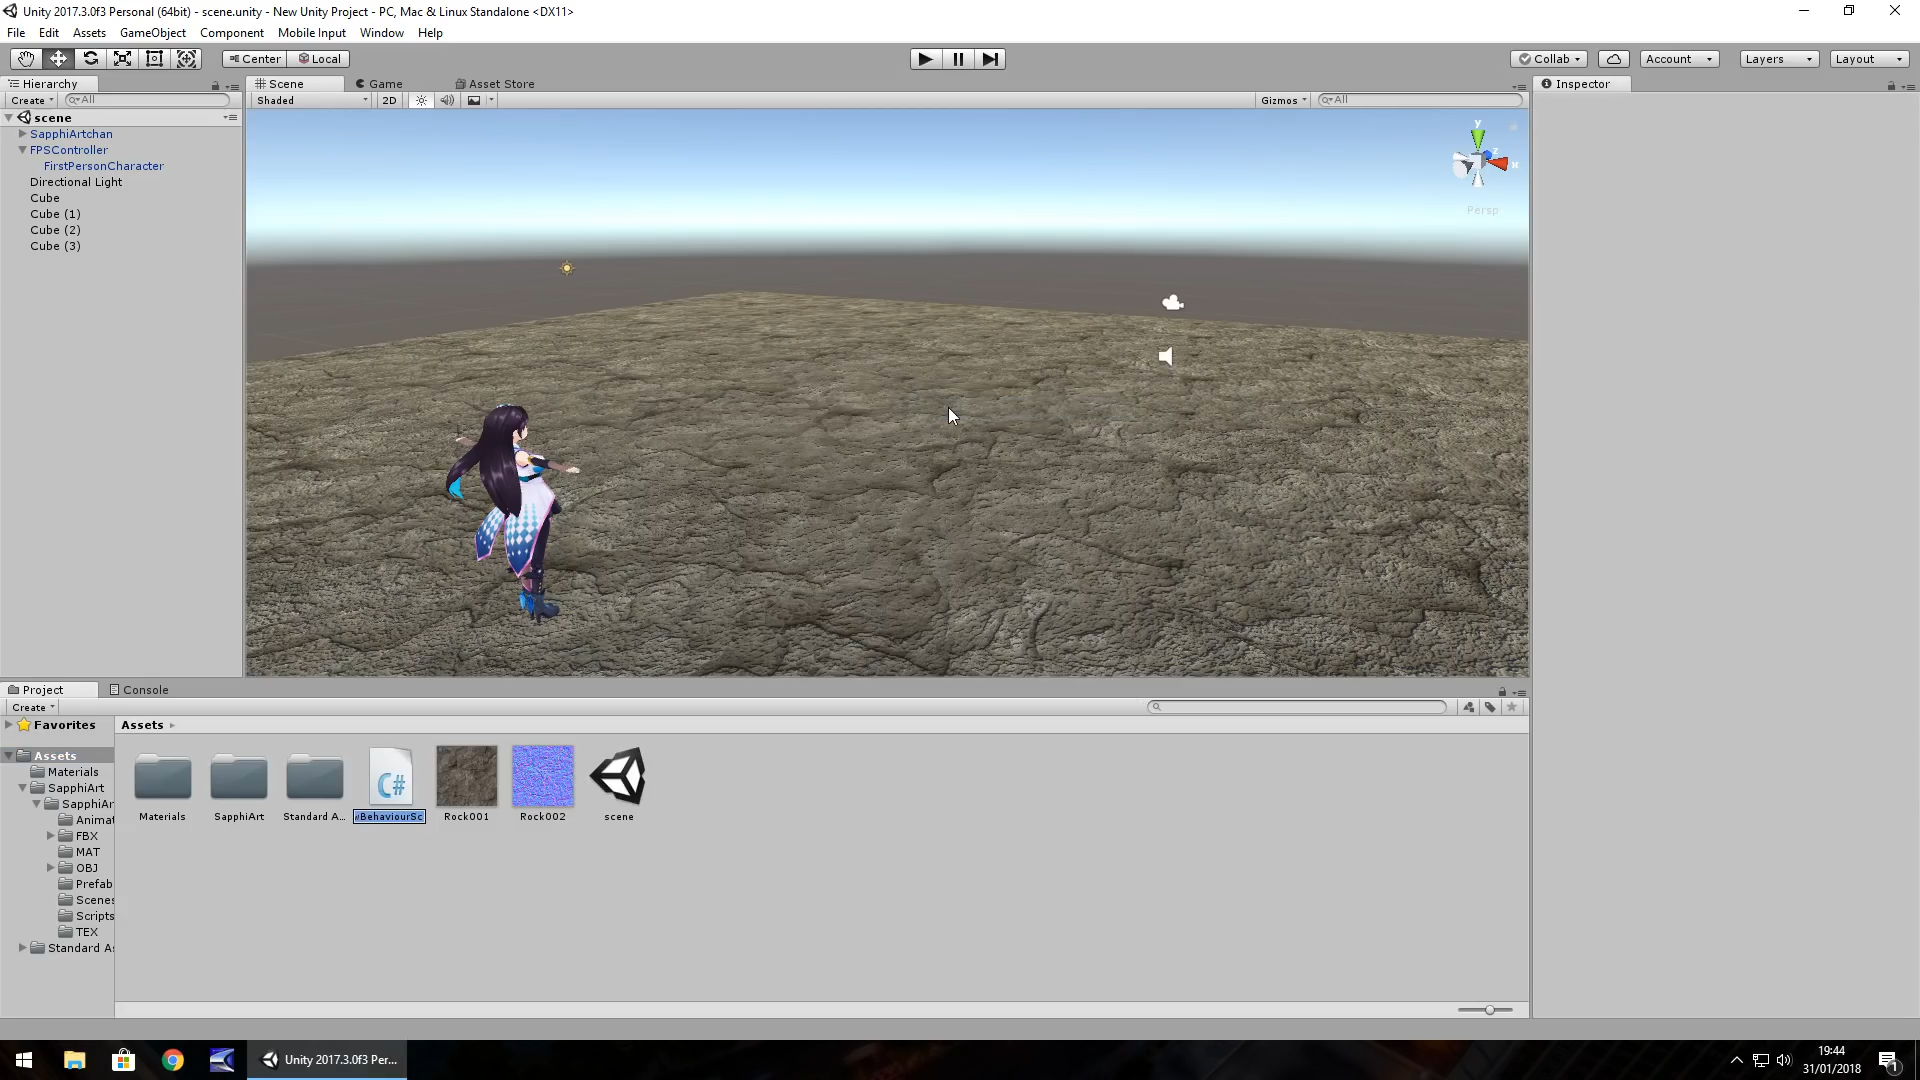 Unity 2017.3.0f3 Personal (64bit) - scene.unity - New Unity Project - PC, Mac & Linux Standalone <DX11>
File Edit Assets GameObject Component Mobile Input Window Help
Center Local Collab Account Layers Layout
Hierarchy Scene Game Asset Store Inspector
Create All Shaded 2D Gizmos All
scene
SapphiArtchan
FPSController
FirstPersonCharacter
Directional Light
Cube
Cube (1)
Cube (2)
Cube (3)
y
z
x
Persp
Project Console
Create
Favorites
Assets
Assets
Materials
SapphiArt
SapphiAr
Animat
FBX
MAT
OBJ
Prefab
Scenes
Scripts
TEX
Standard A
C#
Materials SapphiArt Standard A... BehaviourSc Rock001 Rock002 scene
Unity 2017.3.0f3 Per...
19:44
31/01/2018
1